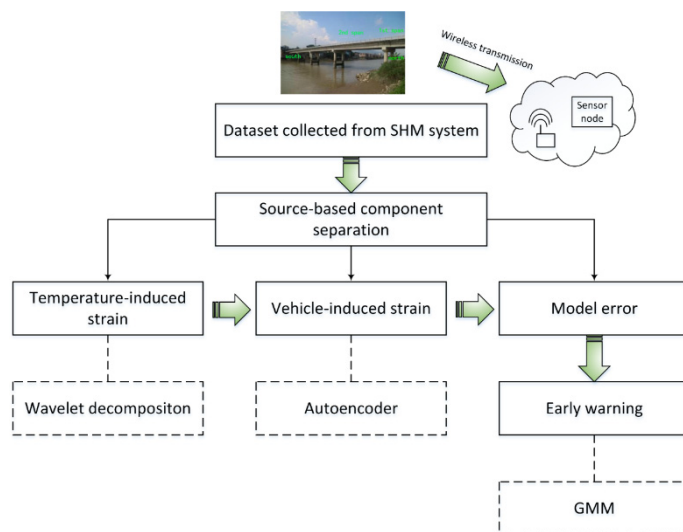 Wireless transmission
Sensor
node
Dataset collected from SHM system
Source-based component
separation
Temperature-induced
strain
Vehicle-induced strain
Model error
Wavelet decompositon
Autoencoder
Early warning
GMM